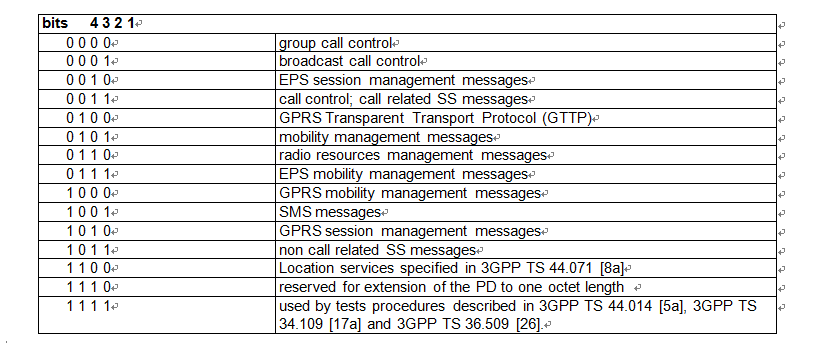 bits 4 3 2 1
0 0 0 0 group call control
0 0 0 1 broadcast call control
0 0 1 0 EPS session management messages
0 0 1 1 call control; call related SS messages
0 1 0 0 GPRS Transparent Transport Protocol (GTTP)
0 1 0 1 mobility management messages
0 1 1 0 radio resources management messages
0 1 1 1 EPS mobility management messages
1 0 0 0 GPRS mobility management messages
1 0 0 1 SMS messages
1 0 1 0 GPRS session management messages
1 0 1 1 non call related SS messages
1 1 0 0 Location services specified in 3GPP TS 44.071 [8a]
1 1 1 0 reserved for extension of the PD to one octet length
1 1 1 1 used by tests procedures described in 3GPP TS 44.014 [5a], 3GPP TS
34.109 [17a] and 3GPP TS 36.509 [26].